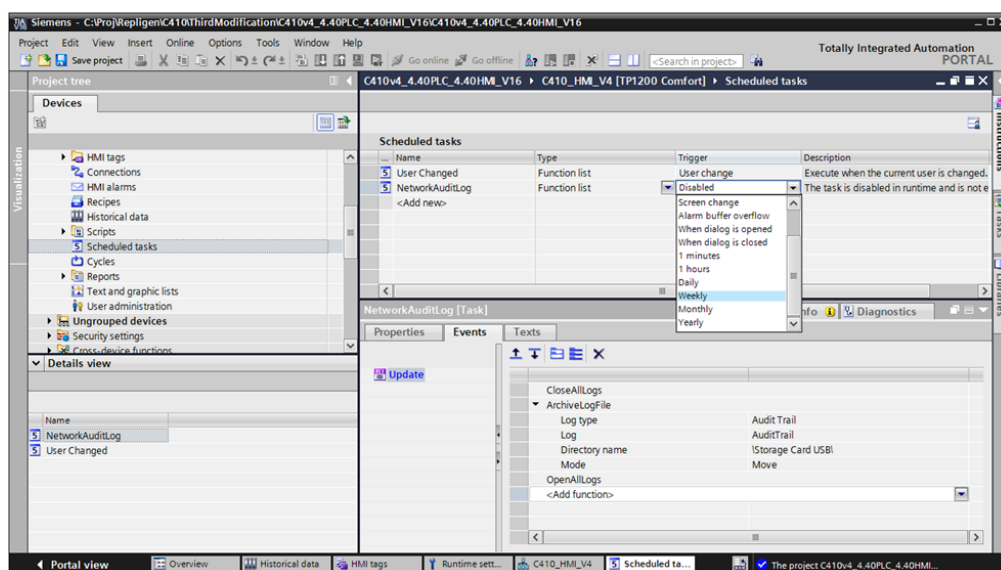 Siemens - C:\Proj\Repligen\C410\ThirdModification\C410v4_4.40PLC_4.40HMI_V16\C410v4_4.40PLC_4.40HMI_V16
Project Edit View Insert Online Options Tools Window Help
Totally Integrated Automation
PORTAL
Save project Go online Go offline <Search in project>
Project tree
C410v4_4.40PLC_4.40HMI_V16 C410_HMI_V4 [TP1200 Comfort] Scheduled tasks
Devices
Visualization
Scheduled tasks
... Name Type Trigger Description
User Changed Function list User change Execute when the current user is changed.
NetworkAuditLog Function list Disabled The task is disabled in runtime and is not e
<Add new>
Screen change
Alarm buffer overflow
When dialog is opened
When dialog is closed
1 minutes
1 hours
Daily
Weekly
Monthly
Yearly
HMI tags
Connections
HMI alarms
Recipes
Historical data
Scripts
Scheduled tasks
Cycles
Reports
Text and graphic lists
User administration
Ungrouped devices
Security settings
Cross-device functions
Details view
Name
NetworkAuditLog
User Changed
NetworkAuditLog [Task]
nfo Diagnostics
Properties Events Texts
Update
CloseAllLogs
ArchiveLogFile
Log type Audit Trail
Log AuditTrail
Directory name \Storage Card USB\
Mode Move
OpenAllLogs
<Add function>
Tasks
Libraries
Portal view Overview Historical data HMI tags Runtime sett... C410_HMI_V4 Scheduled ta... The project C410v4_4.40PLC_4.40HMI...